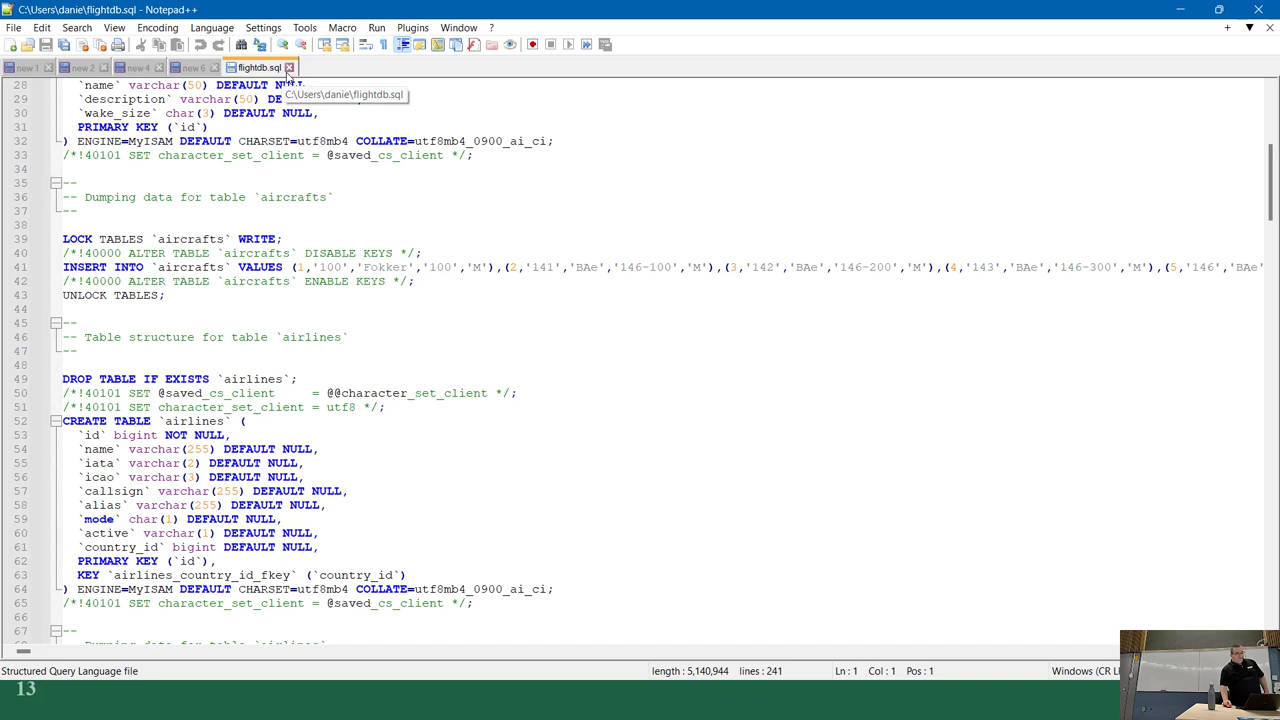 C:\Users\danie\flightdb.sql - Notepad++
File Edit Search View Encoding Language Settings Tools Macro Run Plugins Window ?
new 1 new 2 new 4 new 6 flightdb.sql
28 `name` varchar(50) DEFAULT NULL,
29 `description` varchar(50) DE
C:\Users\danie\flightdb.sql
30 `wake_size` char(3) DEFAULT NULL,
31 PRIMARY KEY (`id`)
32 ) ENGINE=MyISAM DEFAULT CHARSET=utf8mb4 COLLATE=utf8mb4_0900_ai_ci;
33 /*!40101 SET character_set_client = @saved_cs_client */;
34
35 --
36 -- Dumping data for table `aircrafts`
37 --
38
39 LOCK TABLES `aircrafts` WRITE;
40 /*!40000 ALTER TABLE `aircrafts` DISABLE KEYS */;
41 INSERT INTO `aircrafts` VALUES (1,'100','Fokker','100','M'),(2,'141','BAe','146-100','M'),(3,'142','BAe','146-200','M'),(4,'143','BAe','146-300','M'),(5,'146','BAe'
42 /*!40000 ALTER TABLE `aircrafts` ENABLE KEYS */;
43 UNLOCK TABLES;
44
45 --
46 -- Table structure for table `airlines`
47 --
48
49 DROP TABLE IF EXISTS `airlines`;
50 /*!40101 SET @saved_cs_client = @@character_set_client */;
51 /*!40101 SET character_set_client = utf8 */;
52 CREATE TABLE `airlines` (
53 `id` bigint NOT NULL,
54 `name` varchar(255) DEFAULT NULL,
55 `iata` varchar(2) DEFAULT NULL,
56 `icao` varchar(3) DEFAULT NULL,
57 `callsign` varchar(255) DEFAULT NULL,
58 `alias` varchar(255) DEFAULT NULL,
59 `mode` char(1) DEFAULT NULL,
60 `active` varchar(1) DEFAULT NULL,
61 `country_id` bigint DEFAULT NULL,
62 PRIMARY KEY (`id`),
63 KEY `airlines_country_id_fkey` (`country_id`)
64 ) ENGINE=MyISAM DEFAULT CHARSET=utf8mb4 COLLATE=utf8mb4_0900_ai_ci;
65 /*!40101 SET character_set_client = @saved_cs_client */;
66
67 --
Structured Query Language file length : 5,140,944 lines : 241 Ln : 1 Col : 1 Pos : 1 Windows (CR L
13